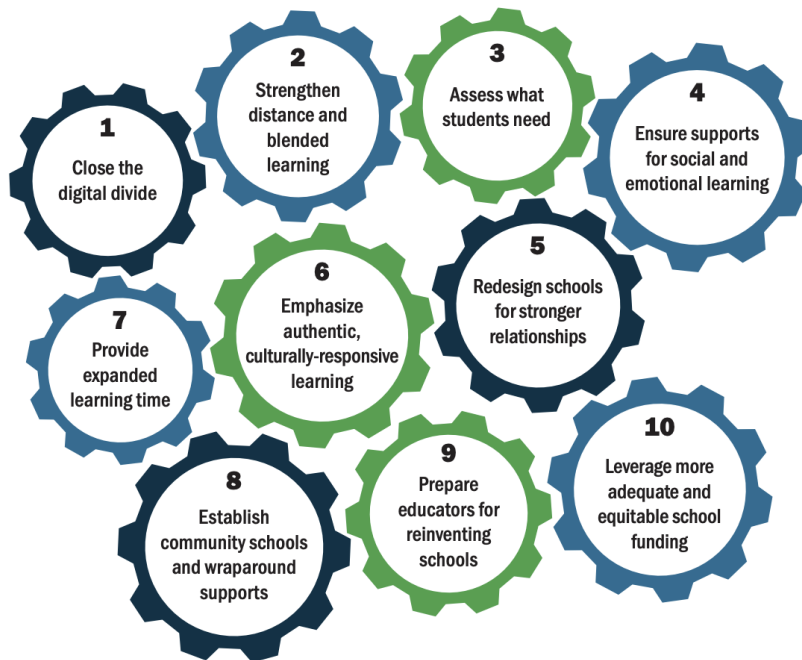 1
Close the
digital divide
2
Strengthen
distance and
blended
learning
3
Assess what
students need
4
Ensure supports
for social and
emotional learning
5
Redesign schools
for stronger
relationships
6
Emphasize
authentic,
culturally-responsive
learning
7
Provide
expanded
learning time
8
Establish
community schools
and wraparound
supports
9
Prepare
educators for
reinventing
schools
10
Leverage more
adequate and
equitable school
funding